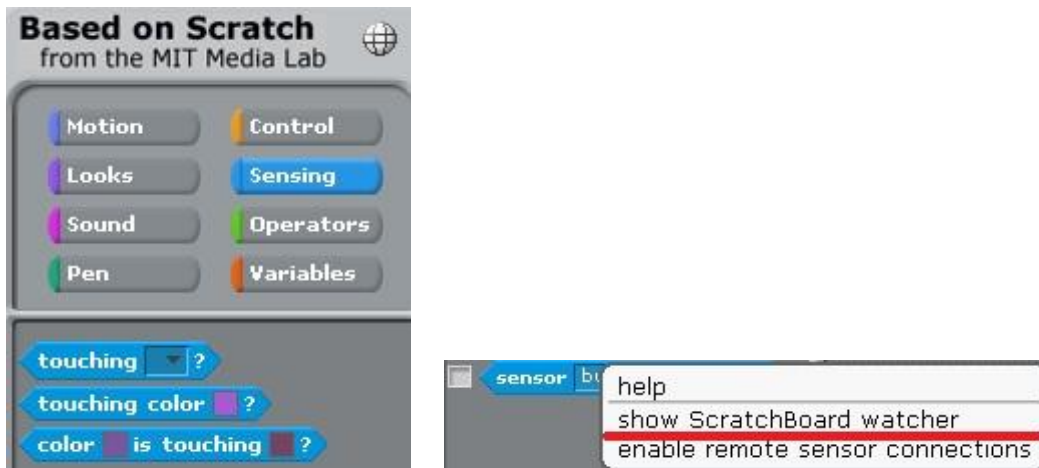 Based on Scratch
from the MIT Media Lab
Motion Control
Looks Sensing
Sound Operators
Pen Variables
touching ?
touching color ?
color is touching ?
sensor
help
show ScratchBoard watcher
enable remote sensor connections